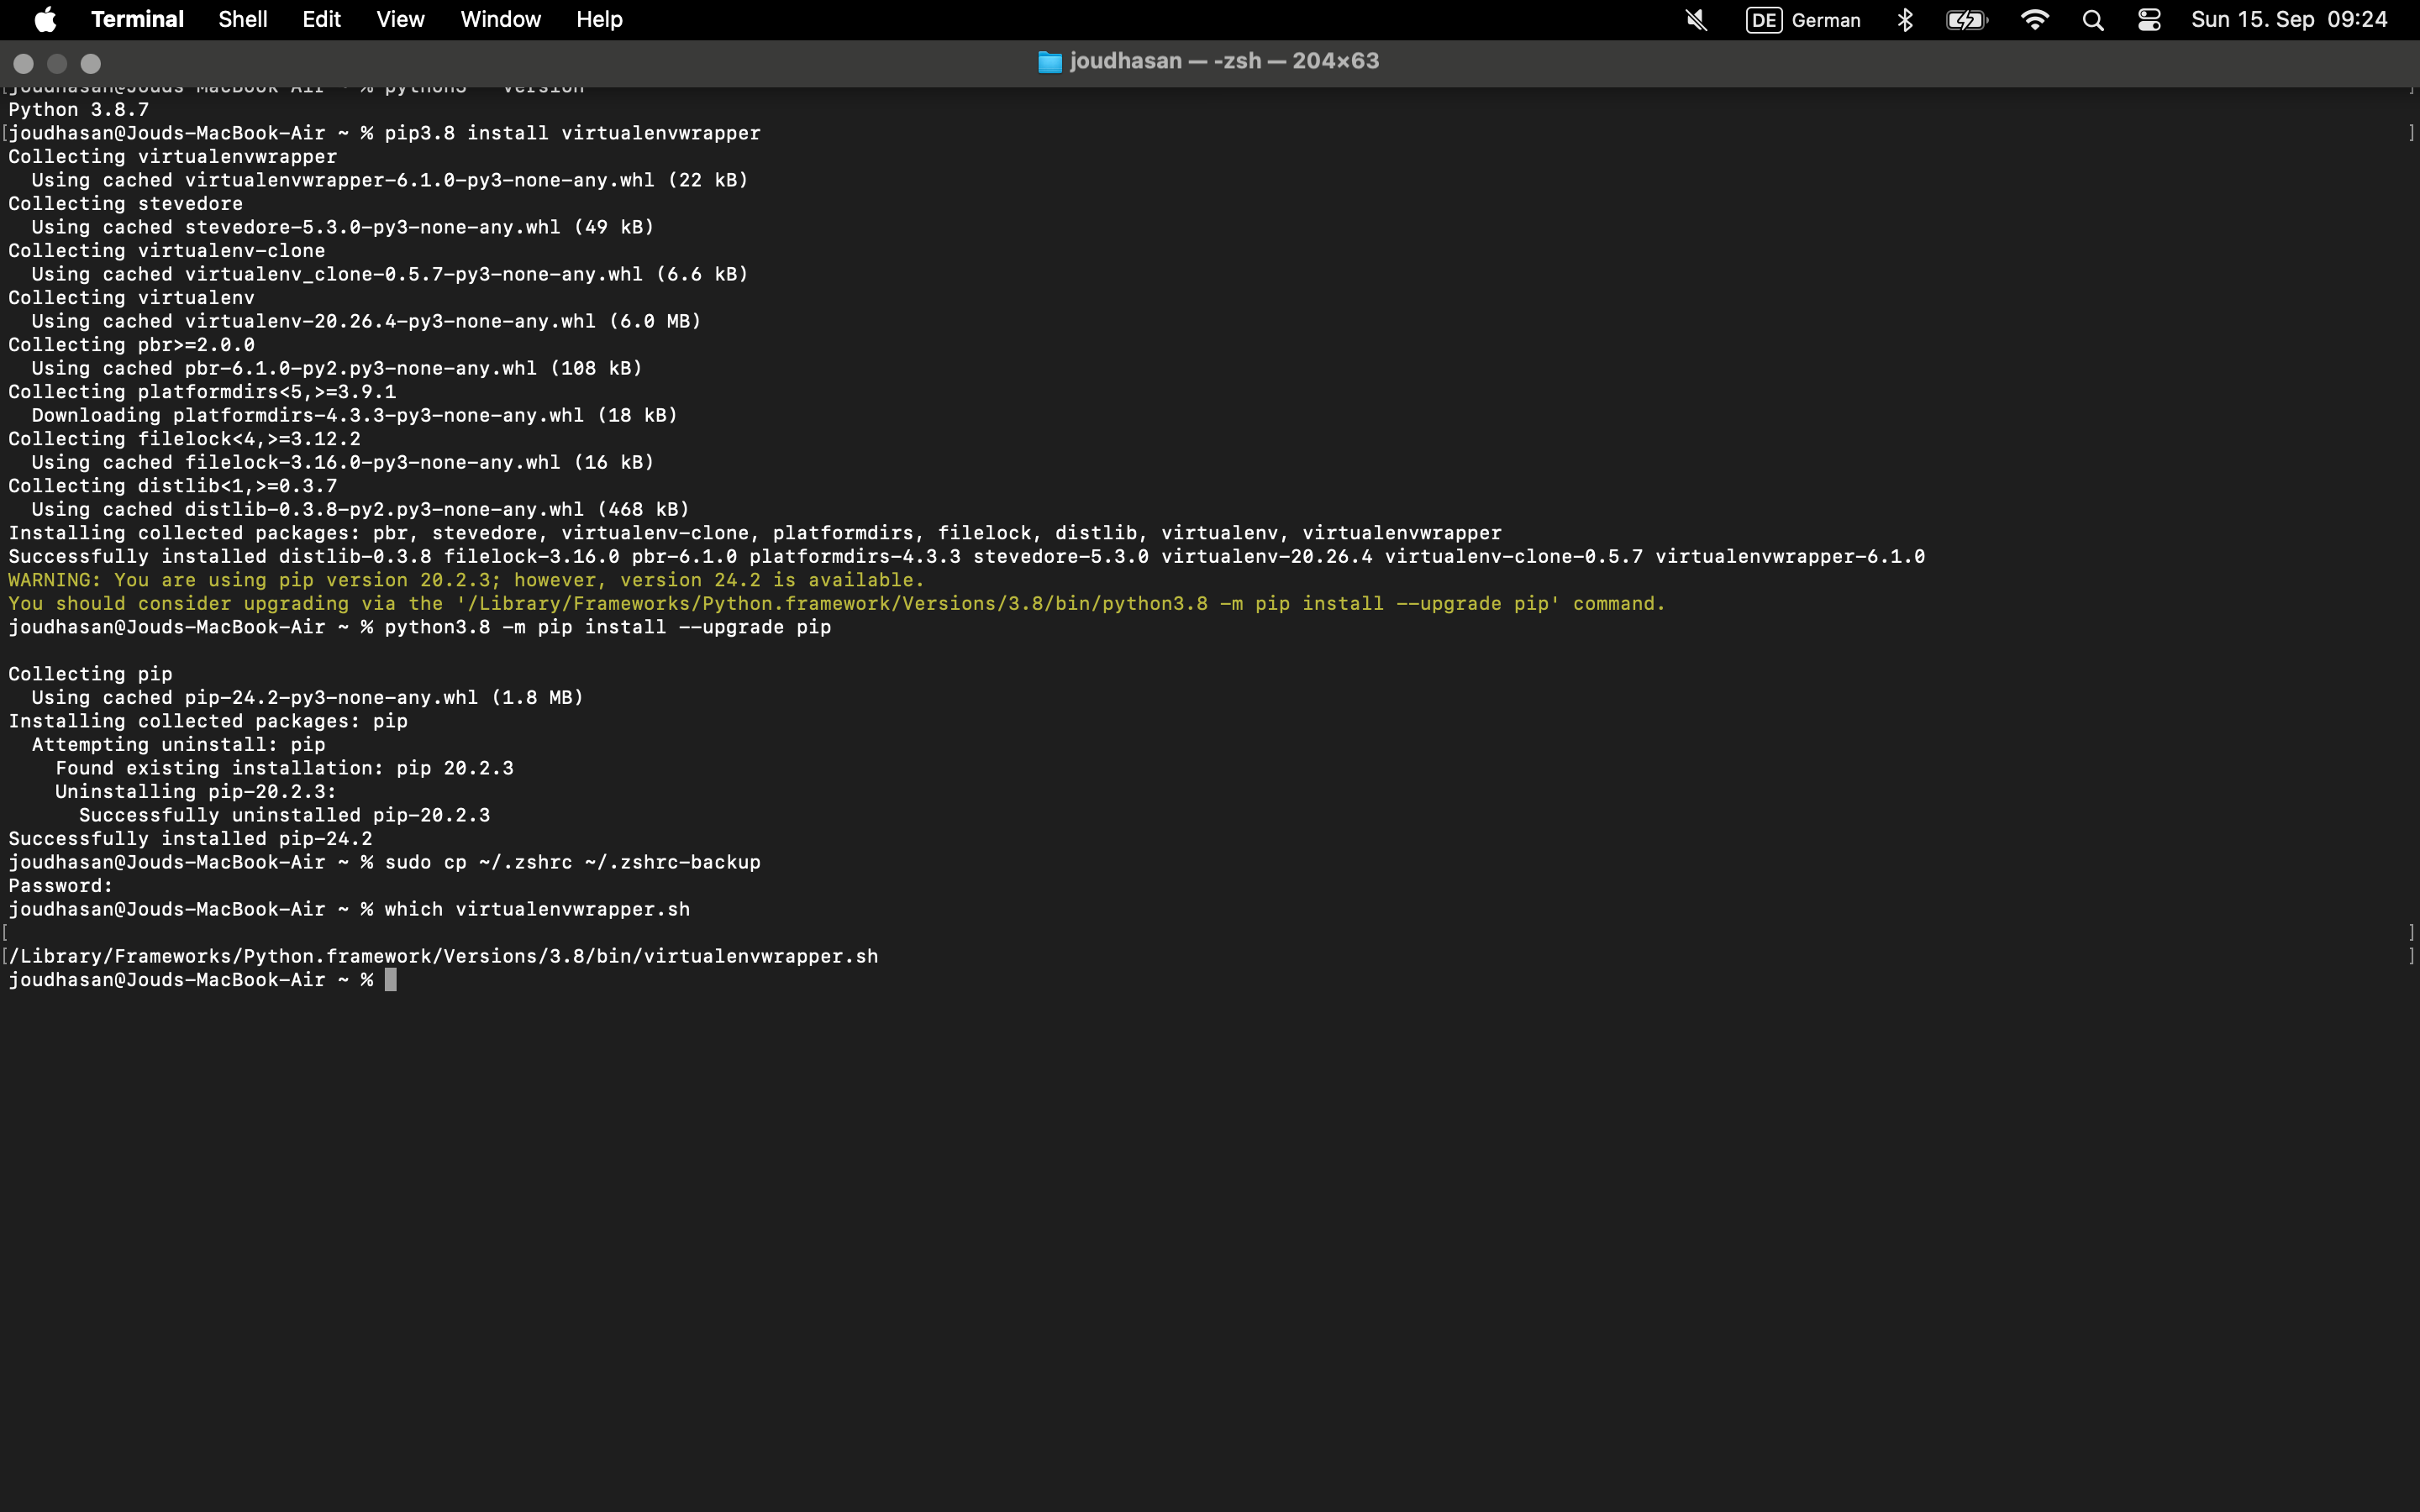 Terminal Shell Edit View Window Help DE German Sun 15. Sep 09:24
joudhasan — -zsh — 204×63
[joudhasan@Jouds-MacBook-Air ~ % python3 --version ]
Python 3.8.7
[joudhasan@Jouds-MacBook-Air ~ % pip3.8 install virtualenvwrapper ]
Collecting virtualenvwrapper
  Using cached virtualenvwrapper-6.1.0-py3-none-any.whl (22 kB)
Collecting stevedore
  Using cached stevedore-5.3.0-py3-none-any.whl (49 kB)
Collecting virtualenv-clone
  Using cached virtualenv_clone-0.5.7-py3-none-any.whl (6.6 kB)
Collecting virtualenv
  Using cached virtualenv-20.26.4-py3-none-any.whl (6.0 MB)
Collecting pbr>=2.0.0
  Using cached pbr-6.1.0-py2.py3-none-any.whl (108 kB)
Collecting platformdirs<5,>=3.9.1
  Downloading platformdirs-4.3.3-py3-none-any.whl (18 kB)
Collecting filelock<4,>=3.12.2
  Using cached filelock-3.16.0-py3-none-any.whl (16 kB)
Collecting distlib<1,>=0.3.7
  Using cached distlib-0.3.8-py2.py3-none-any.whl (468 kB)
Installing collected packages: pbr, stevedore, virtualenv-clone, platformdirs, filelock, distlib, virtualenv, virtualenvwrapper
Successfully installed distlib-0.3.8 filelock-3.16.0 pbr-6.1.0 platformdirs-4.3.3 stevedore-5.3.0 virtualenv-20.26.4 virtualenv-clone-0.5.7 virtualenvwrapper-6.1.0
WARNING: You are using pip version 20.2.3; however, version 24.2 is available.
You should consider upgrading via the '/Library/Frameworks/Python.framework/Versions/3.8/bin/python3.8 -m pip install --upgrade pip' command.
joudhasan@Jouds-MacBook-Air ~ % python3.8 -m pip install --upgrade pip
Collecting pip
  Using cached pip-24.2-py3-none-any.whl (1.8 MB)
Installing collected packages: pip
  Attempting uninstall: pip
    Found existing installation: pip 20.2.3
    Uninstalling pip-20.2.3:
      Successfully uninstalled pip-20.2.3
Successfully installed pip-24.2
joudhasan@Jouds-MacBook-Air ~ % sudo cp ~/.zshrc ~/.zshrc-backup
Password:
joudhasan@Jouds-MacBook-Air ~ % which virtualenvwrapper.sh
[ ]
[/Library/Frameworks/Python.framework/Versions/3.8/bin/virtualenvwrapper.sh ]
joudhasan@Jouds-MacBook-Air ~ %